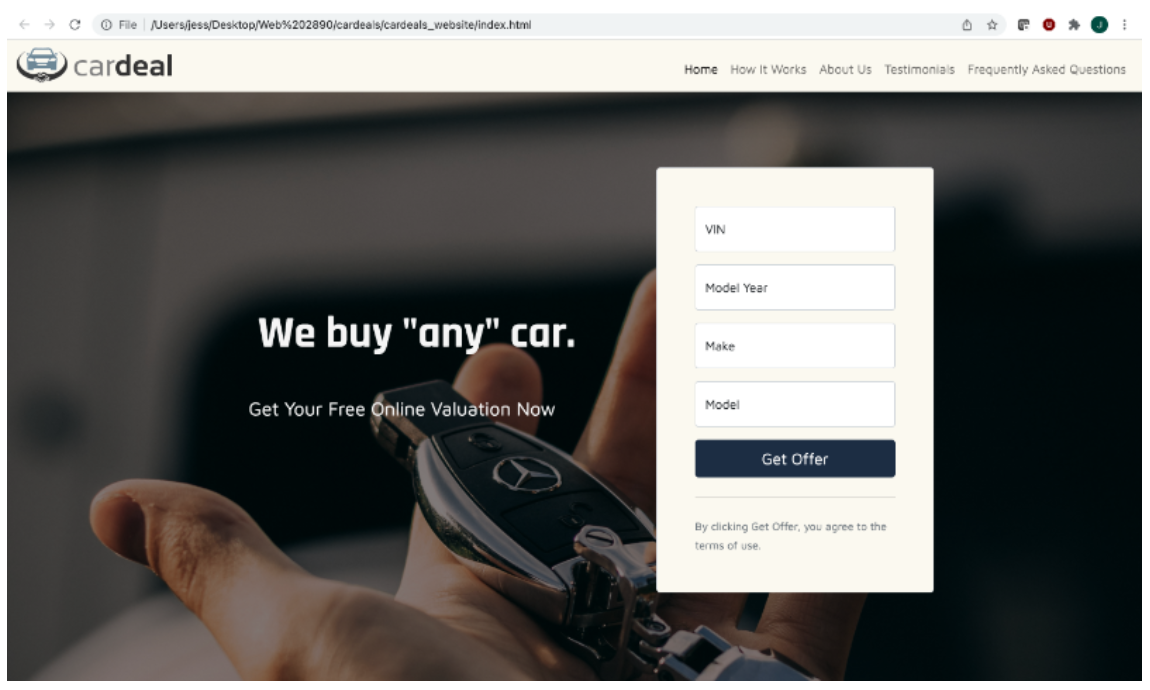 File | /Users/jess/Desktop/Web%202890/cardeals/cardeals_website/index.html
J
cardeal
Home How It Works About Us Testimonials Frequently Asked Questions
VIN
Model Year
Make
Model
We buy "any" car.
Get Your Free Online Valuation Now
Get Offer
By clicking Get Offer, you agree to the
terms of use.